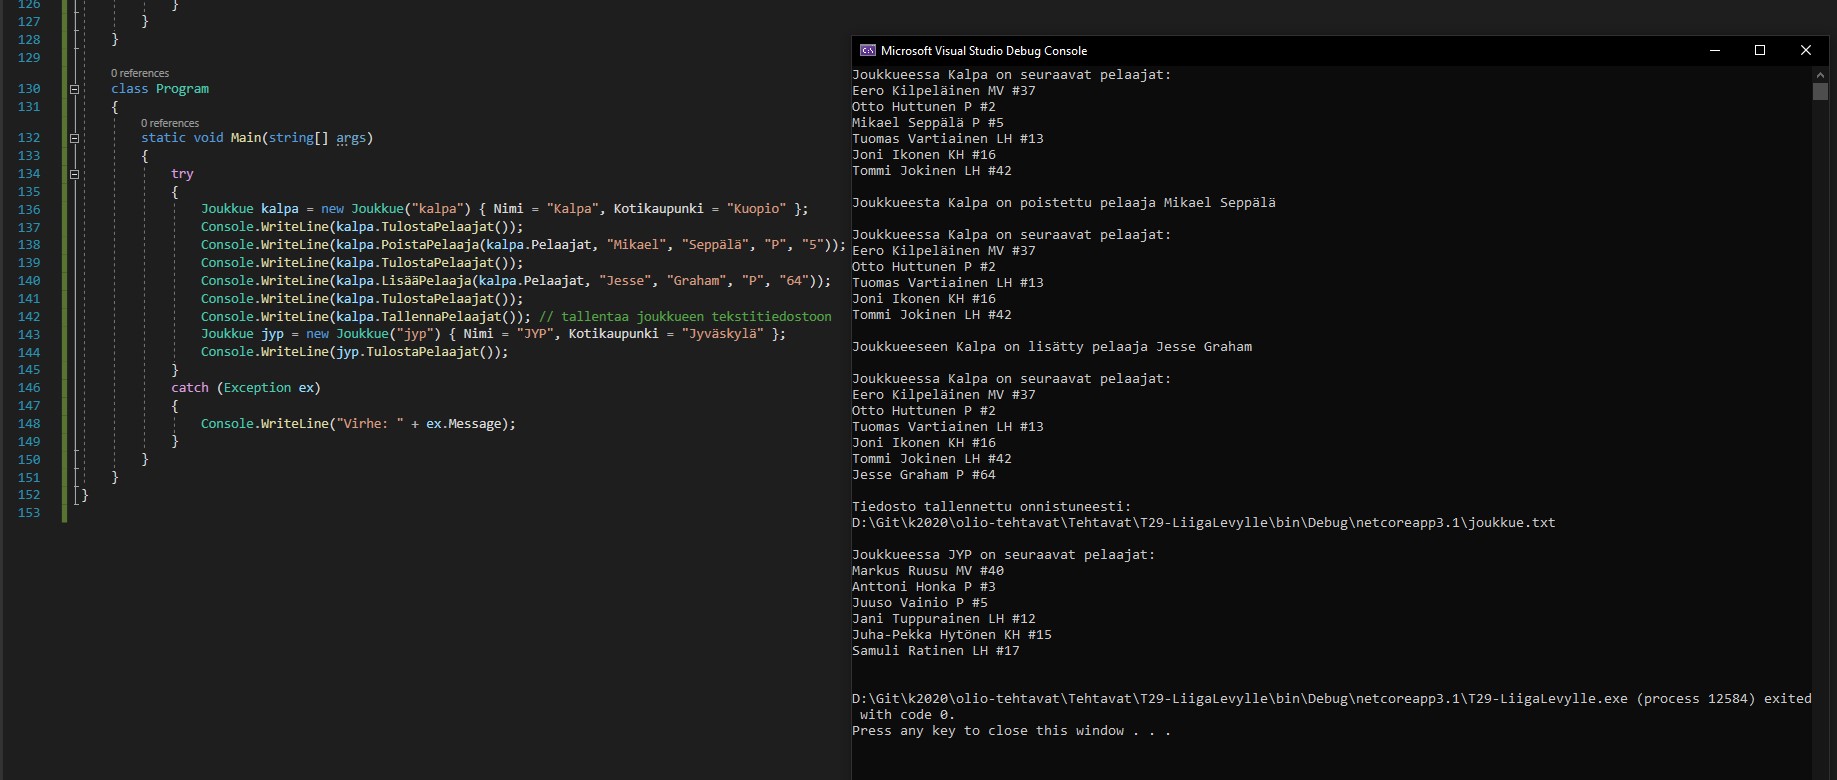 126 }
127 }
128 }
129
0 references
130 class Program
131 {
0 references
132 static void Main(string[] args)
133 {
134 try
135 {
136 Joukkue kalpa = new Joukkue("kalpa") { Nimi = "Kalpa", Kotikaupunki = "Kuopio" };
137 Console.WriteLine(kalpa.TulostaPelaajat());
138 Console.WriteLine(kalpa.PoistaPelaaja(kalpa.Pelaajat, "Mikael", "Seppälä", "P", "5"));
139 Console.WriteLine(kalpa.TulostaPelaajat());
140 Console.WriteLine(kalpa.LisääPelaaja(kalpa.Pelaajat, "Jesse", "Graham", "P", "64"));
141 Console.WriteLine(kalpa.TulostaPelaajat());
142 Console.WriteLine(kalpa.TallennaPelaajat()); // tallentaa joukkueen tekstitiedostoon
143 Joukkue jyp = new Joukkue("jyp") { Nimi = "JYP", Kotikaupunki = "Jyväskylä" };
144 Console.WriteLine(jyp.TulostaPelaajat());
145 }
146 catch (Exception ex)
147 {
148 Console.WriteLine("Virhe: " + ex.Message);
149 }
150 }
151 }
152 }
153
Microsoft Visual Studio Debug Console
Joukkueessa Kalpa on seuraavat pelaajat:
Eero Kilpeläinen MV #37
Otto Huttunen P #2
Mikael Seppälä P #5
Tuomas Vartiainen LH #13
Joni Ikonen KH #16
Tommi Jokinen LH #42
Joukkueesta Kalpa on poistettu pelaaja Mikael Seppälä
Joukkueessa Kalpa on seuraavat pelaajat:
Eero Kilpeläinen MV #37
Otto Huttunen P #2
Tuomas Vartiainen LH #13
Joni Ikonen KH #16
Tommi Jokinen LH #42
Joukkueeseen Kalpa on lisätty pelaaja Jesse Graham
Joukkueessa Kalpa on seuraavat pelaajat:
Eero Kilpeläinen MV #37
Otto Huttunen P #2
Tuomas Vartiainen LH #13
Joni Ikonen KH #16
Tommi Jokinen LH #42
Jesse Graham P #64
Tiedosto tallennettu onnistuneesti:
D:\Git\k2020\olio-tehtavat\Tehtavat\T29-LiigaLevylle\bin\Debug\netcoreapp3.1\joukkue.txt
Joukkueessa JYP on seuraavat pelaajat:
Markus Ruusu MV #40
Anttoni Honka P #3
Juuso Vainio P #5
Jani Tuppurainen LH #12
Juha-Pekka Hytönen KH #15
Samuli Ratinen LH #17
D:\Git\k2020\olio-tehtavat\Tehtavat\T29-LiigaLevylle\bin\Debug\netcoreapp3.1\T29-LiigaLevylle.exe (process 12584) exited
with code 0.
Press any key to close this window . . .